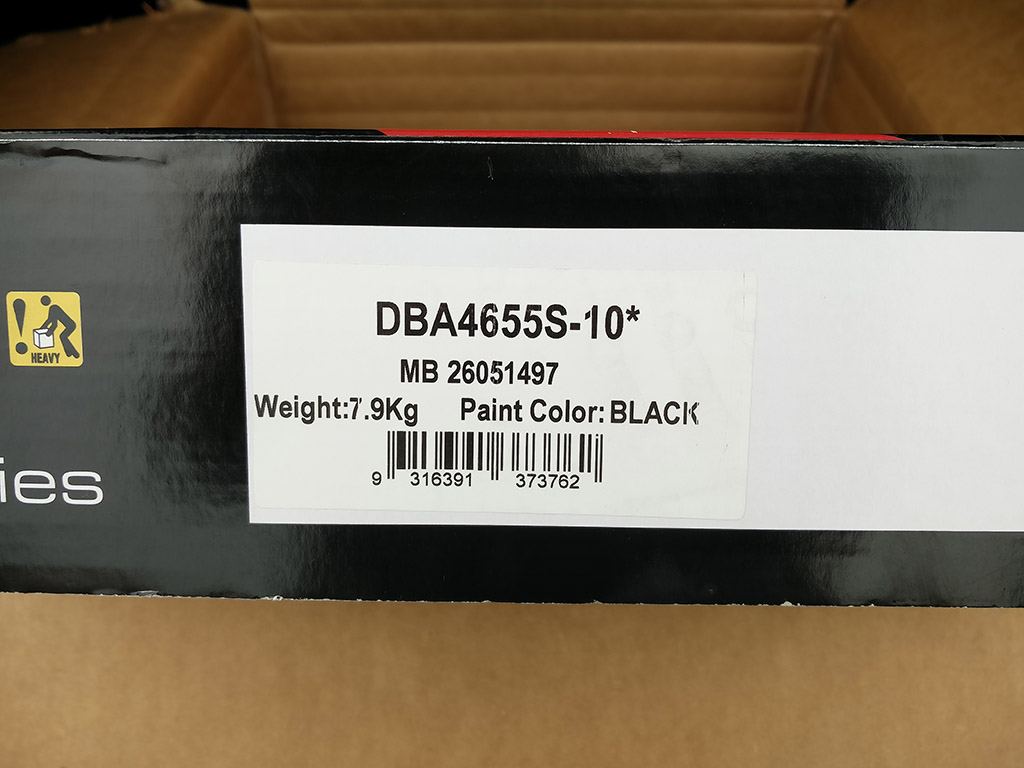 DBA4655S-10*
MB 26051497
Weight:7.9Kg Paint Color: BLACK
9 316391 373762
HEAVY
ies